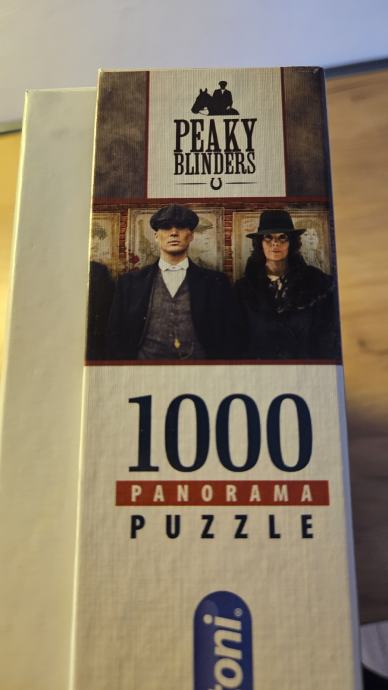 PEAKY
BLINDERS
1000
PANORAMA
PUZZLE